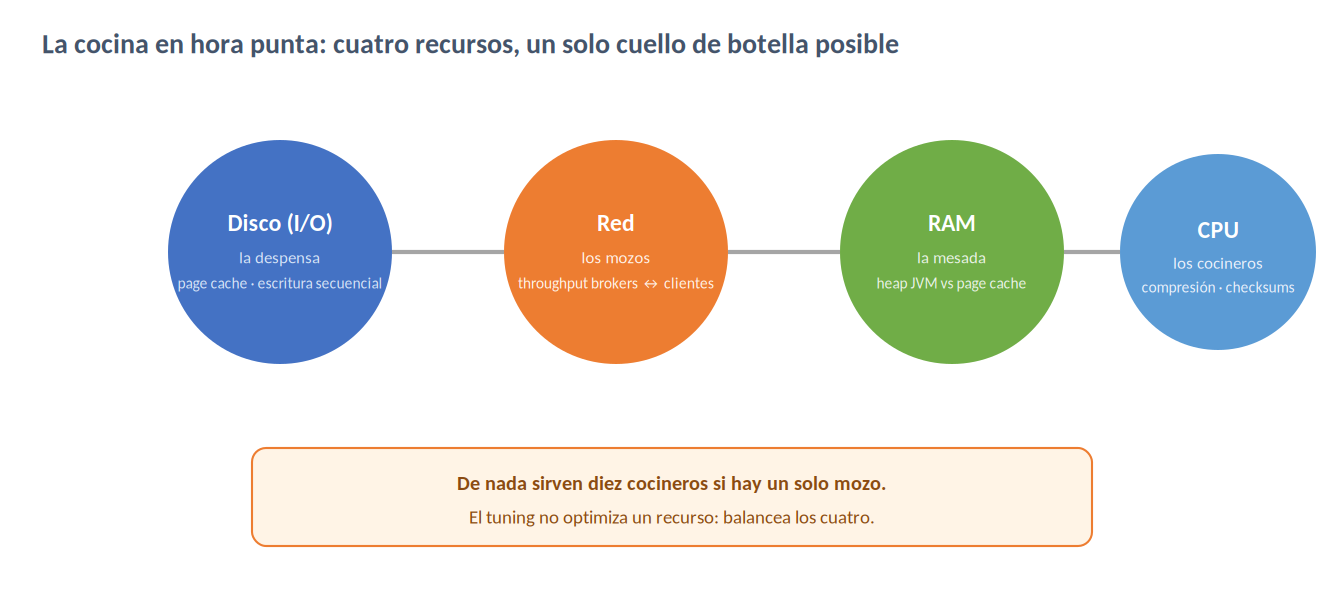 La cocina en hora punta: cuatro recursos, un solo cuello de botella posible
Disco (I/O)
la despensa
page cache · escritura secuencial
Red
los mozos
throughput brokers ↔ clientes
RAM
la mesada
heap JVM vs page cache
CPU
los cocineros
compresión · checksums
De nada sirven diez cocineros si hay un solo mozo.
El tuning no optimiza un recurso: balancea los cuatro.